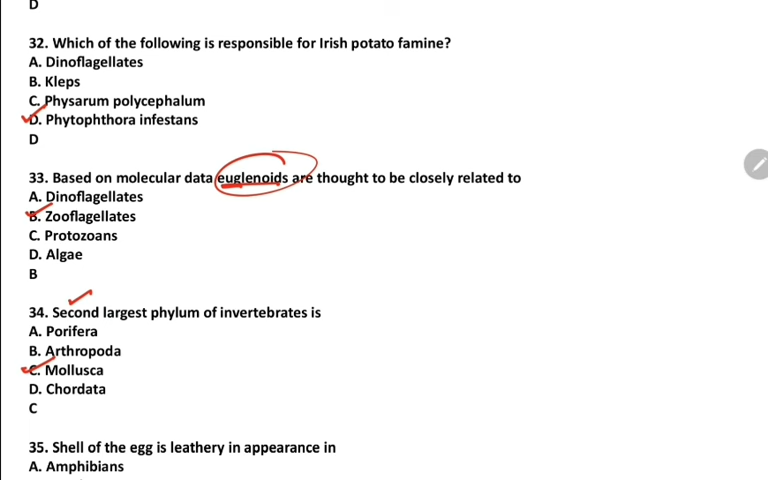 D
32. Which of the following is responsible for Irish potato famine?
A. Dinoflagellates
B. Kleps
C. Physarum polycephalum
D. Phytophthora infestans
D
33. Based on molecular data euglenoids are thought to be closely related to
A. Dinoflagellates
B. Zooflagellates
C. Protozoans
D. Algae
B
34. Second largest phylum of invertebrates is
A. Porifera
B. Arthropoda
C. Mollusca
D. Chordata
C
35. Shell of the egg is leathery in appearance in
A. Amphibians